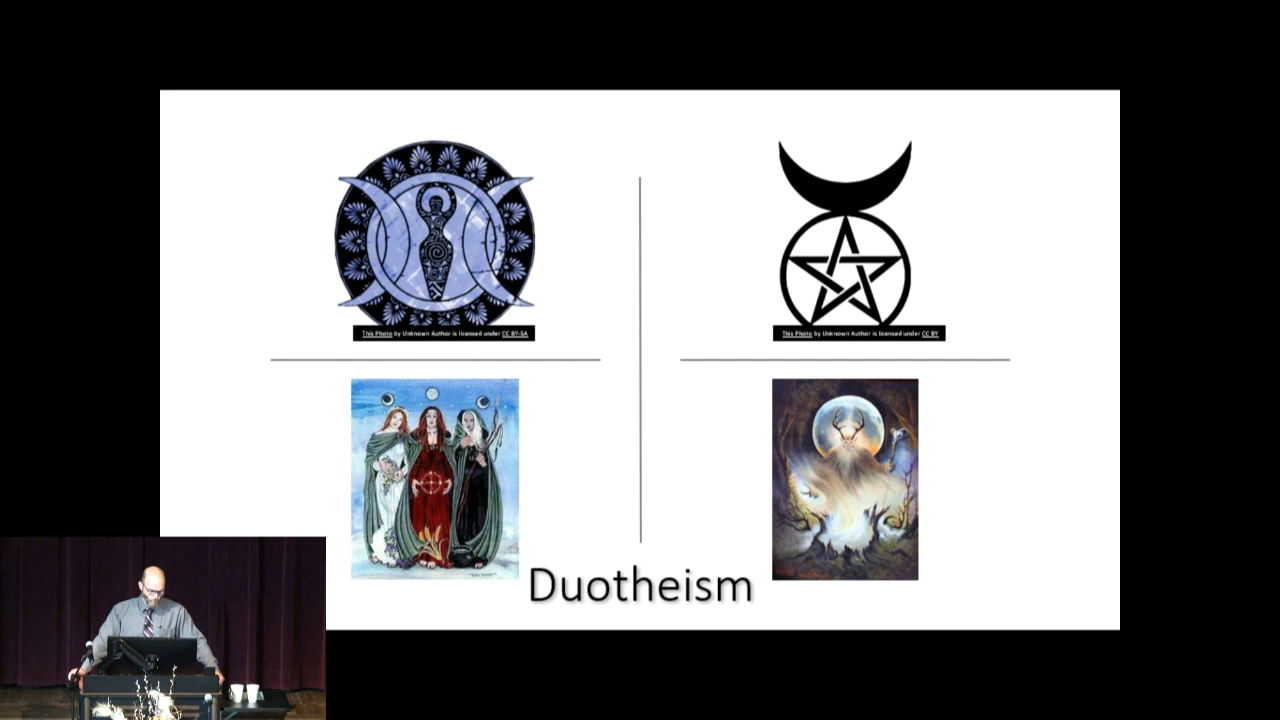 This Photo by Unknown Author is licensed under CC BY-SA
This Photo by Unknown Author is licensed under CC BY
Duotheism